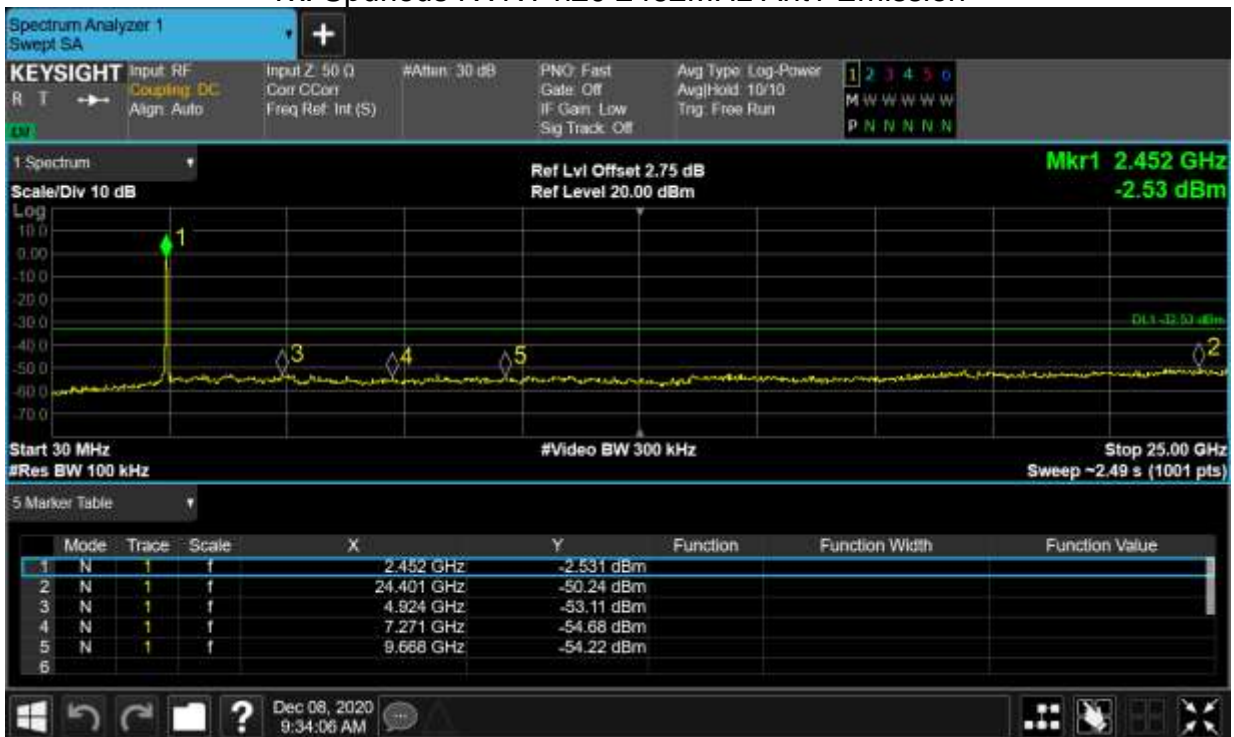 Spectrum Analyzer 1
Swept SA
+
KEYSIGHT Input: RF Input Z: 50 Ω #Atten: 30 dB PNO: Fast Avg Type: Log-Power 1 2 3 4 5 6
R T Coupling: DC Corr CCorr Gate: Off Avg|Hold: 10/10 M W W W W W
Align: Auto Freq Ref: Int (S) IF Gain: Low Trig: Free Run
Sig Track: Off P N N N N N
1 Spectrum Ref Lvl Offset 2.75 dB Mkr1 2.452 GHz
Scale/Div 10 dB Ref Level 20.00 dBm -2.53 dBm
Log
10.0
1
0.00
-10.0
-20.0
-30.0
DL1 -32.53 dBm
-40.0
3 4 5 2
-50.0
-60.0
-70.0
Start 30 MHz #Video BW 300 kHz Stop 25.00 GHz
#Res BW 100 kHz Sweep ~2.49 s (1001 pts)
5 Marker Table
Mode Trace Scale X Y Function Function Width Function Value
1 N 1 f 2.452 GHz -2.531 dBm
2 N 1 f 24.401 GHz -50.24 dBm
3 N 1 f 4.924 GHz -53.11 dBm
4 N 1 f 7.271 GHz -54.68 dBm
5 N 1 f 9.668 GHz -54.22 dBm
6
? Dec 08, 2020
9:34:06 AM